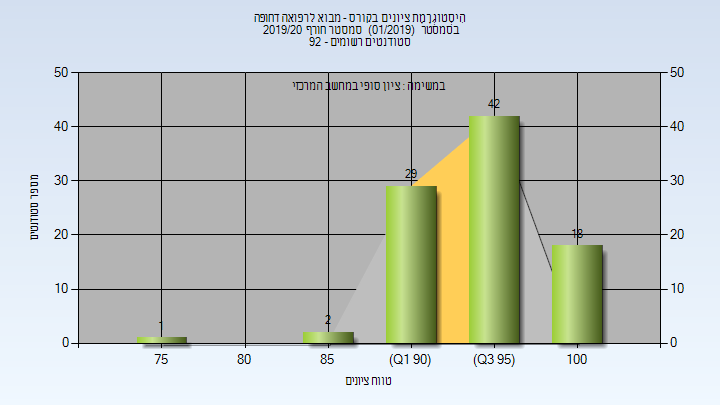 היסטוגרמת ציונים בקורס - מבוא לרפואה דחופה
בסמסטר (01/2019) סמסטר חורף 2019/20
סטודנטים רשומים - 92
במשימה : ציון סופי במחשב המרכזי
מספר סטודנטים
50 50
40 40
30 30
20 20
10 10
0 0
1 2 29 42 18
75 80 85 (Q1 90) (Q3 95) 100
טווח ציונים